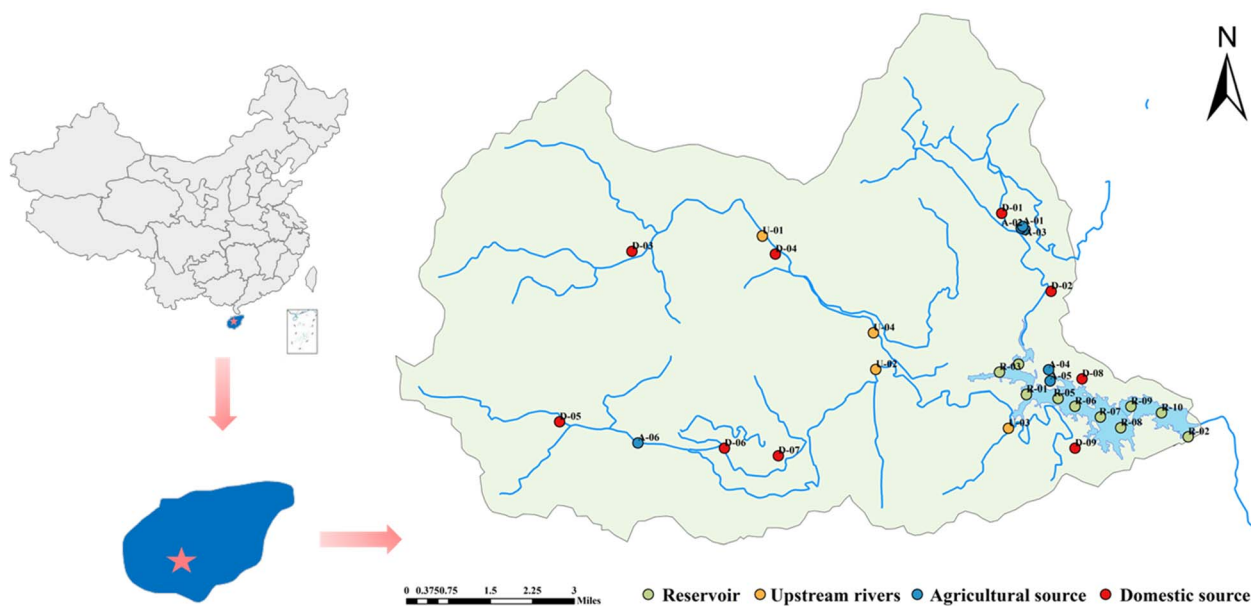 N
D-01
A-02
A-01
A-03
U-01
D-03
D-04
D-02
U-04
U-02
R-03
A-04
A-05
D-08
R-01
R-05
R-06
R-09
R-07
R-10
R-08
R-02
D-05
U-03
A-06
D-06
D-07
D-09
0 0.375 0.75 1.5 2.25 3
Miles
Reservoir Upstream rivers Agricultural source Domestic source